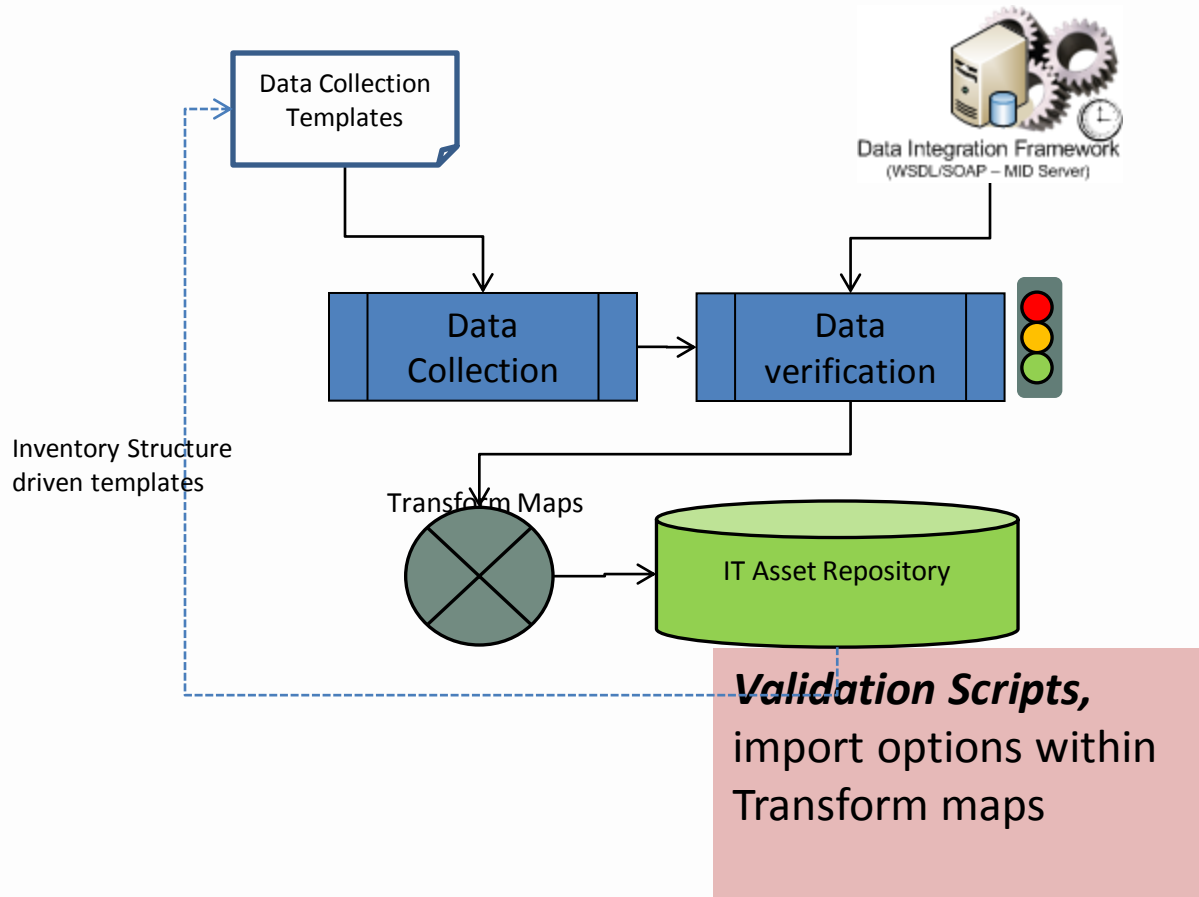 Data Collection
Templates
Data Integration Framework
(WSDL/SOAP – MID Server)
Data
Collection
Data
verification
Inventory Structure
driven templates
Transform Maps
IT Asset Repository
Validation Scripts,
import options within
Transform maps